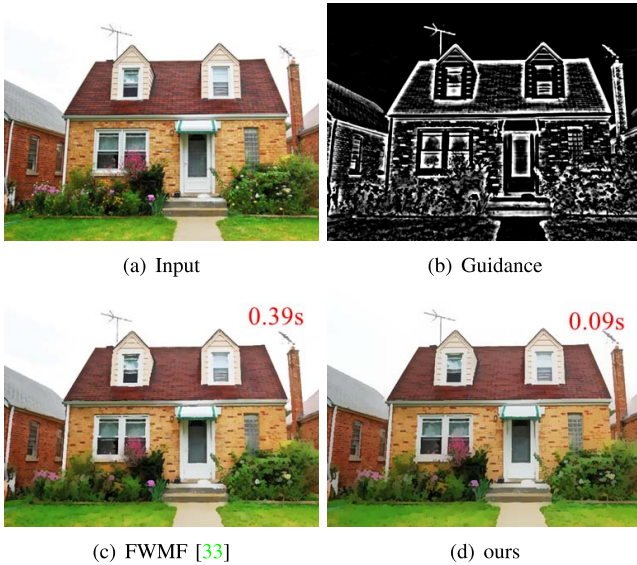 (a) Input
(b) Guidance
0.39s
0.09s
(c) FWMF [33]
(d) ours